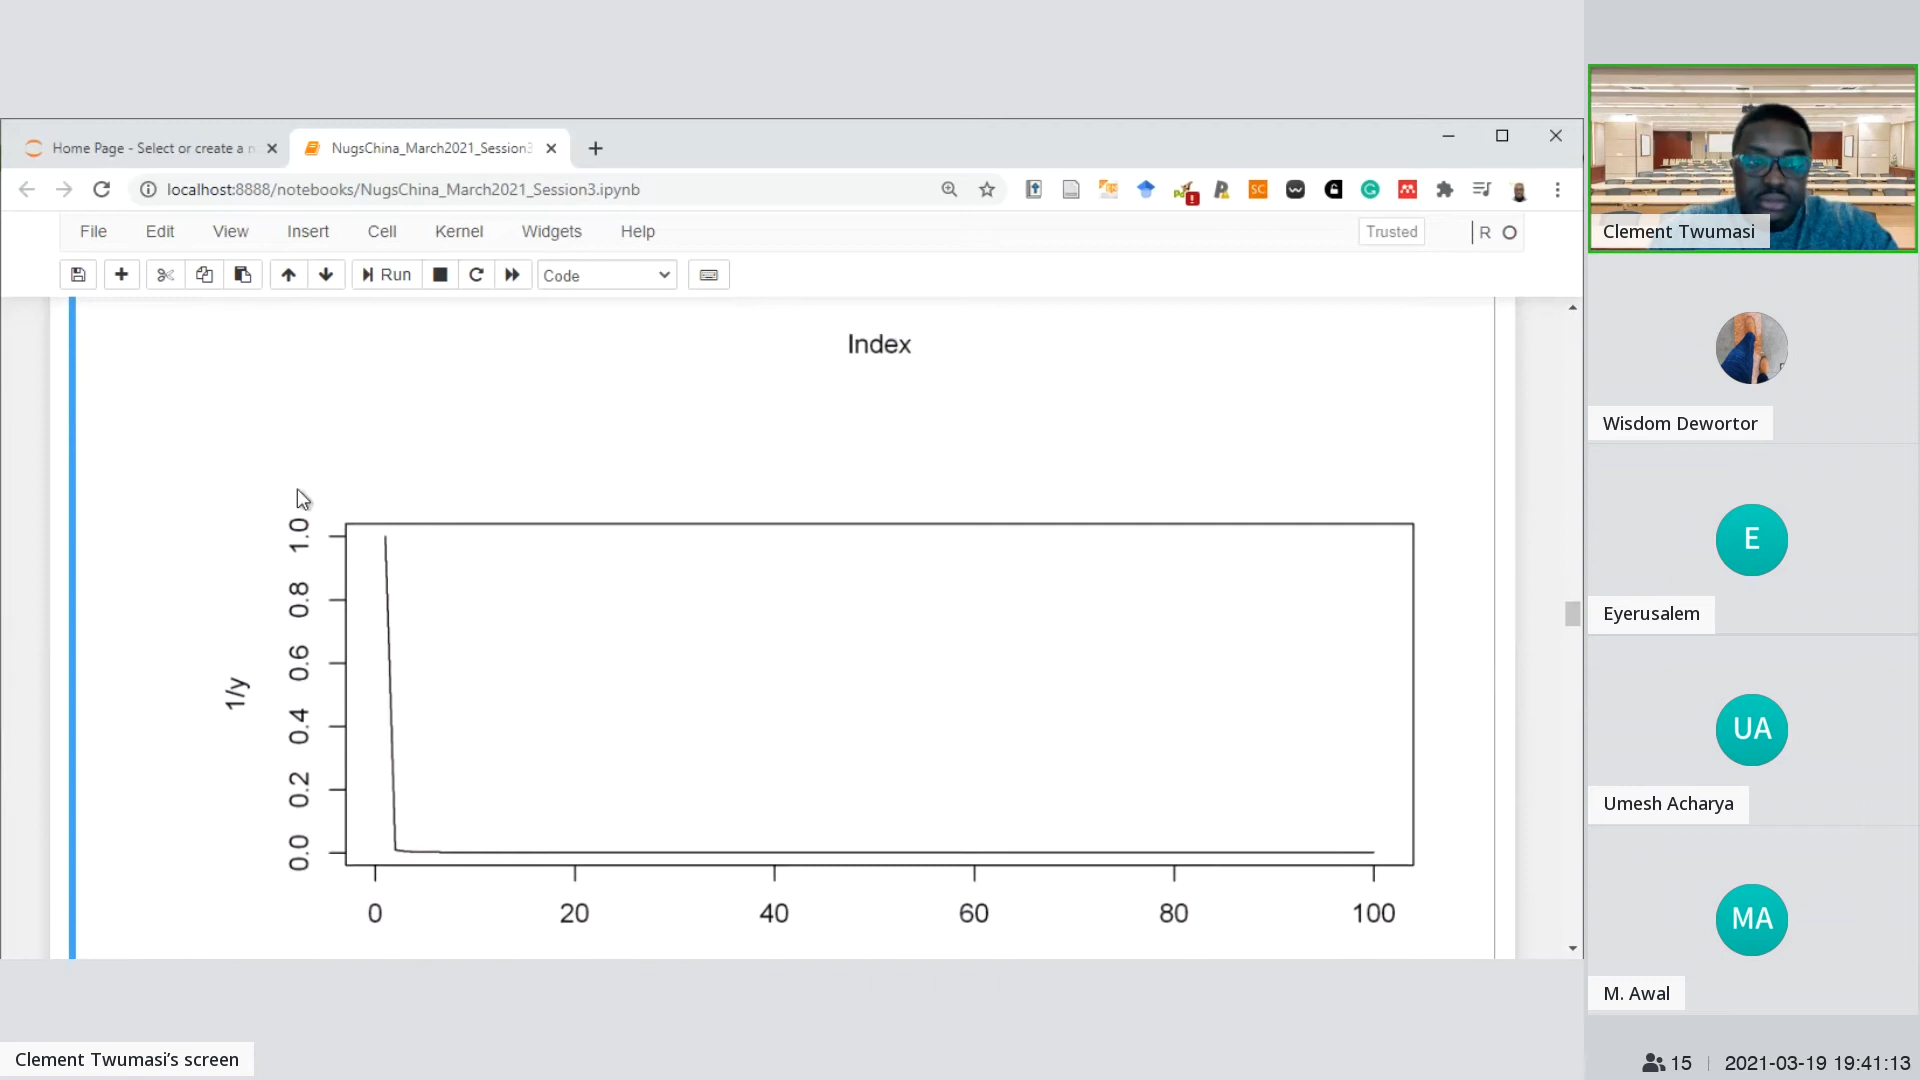 Home Page - Select or create a n
NugsChina_March2021_Session3
localhost:8888/notebooks/NugsChina_March2021_Session3.ipynb
SC
File Edit View Insert Cell Kernel Widgets Help Trusted R
Run Code
Index
1/y
1.0
0.8
0.6
0.4
0.2
0.0
0 20 40 60 80 100
Clement Twumasi
Wisdom Dewortor
E
Eyerusalem
UA
Umesh Acharya
MA
M. Awal
Clement Twumasi's screen
15 2021-03-19 19:41:13